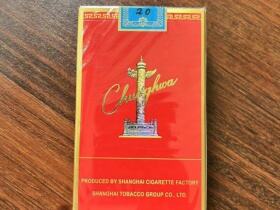 20
Chunghwa
PRODUCED BY SHANGHAI CIGARETTE FACTORY
SHANGHAI TOBACCO GROUP CO., LTD.